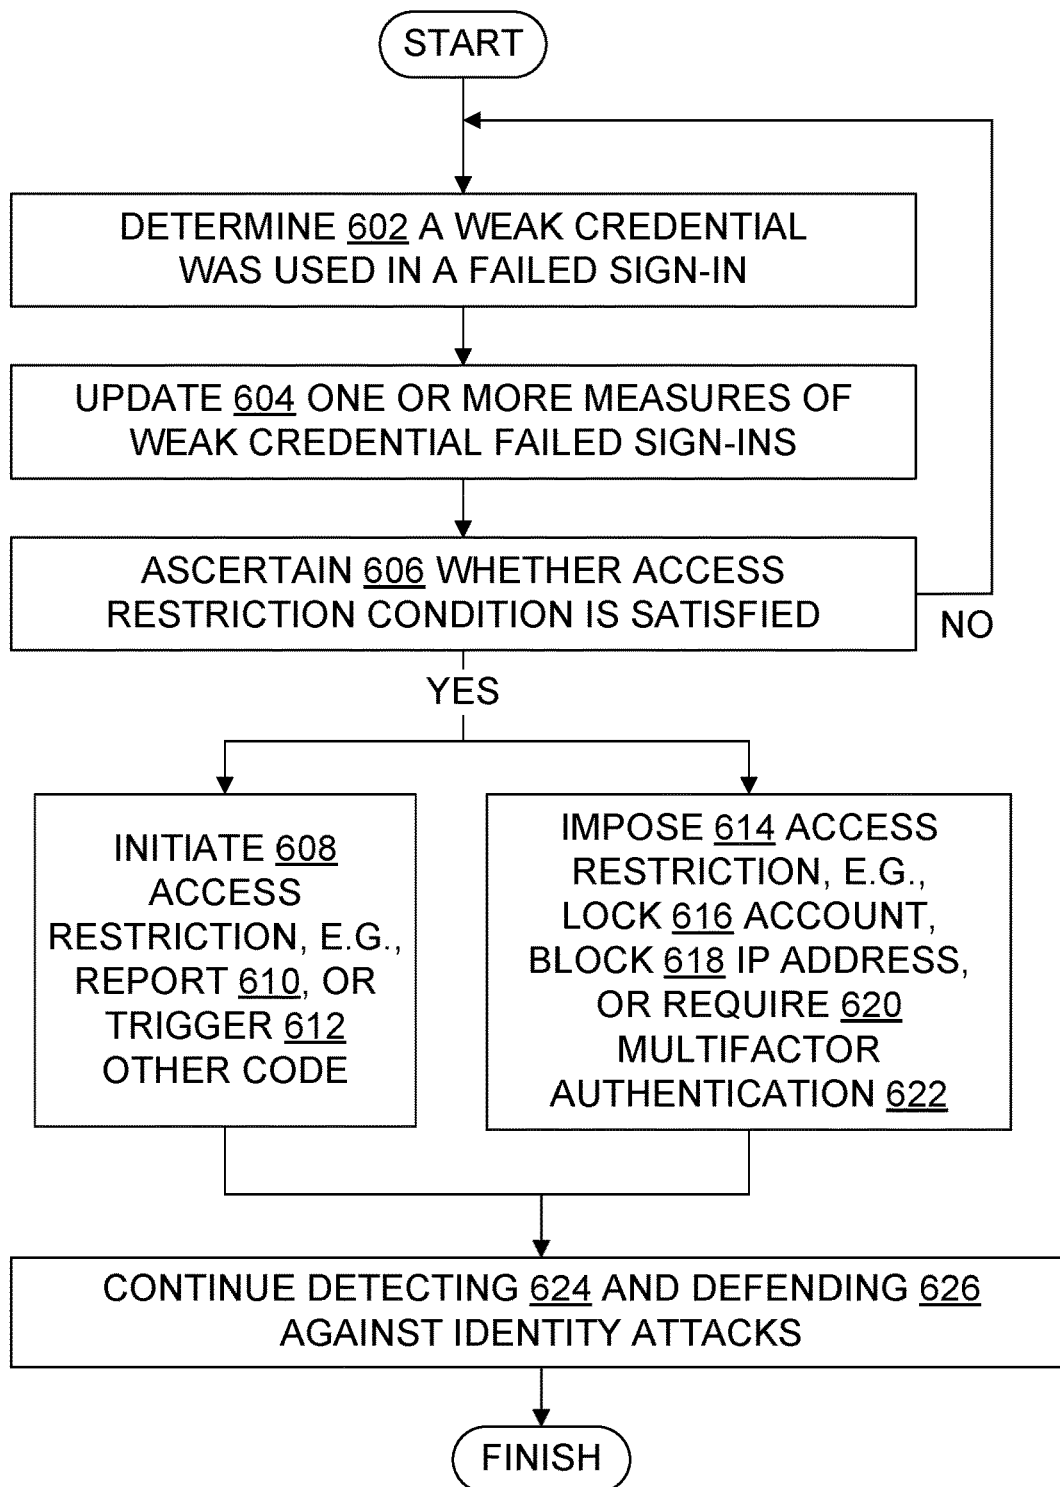 START
DETERMINE 602 A WEAK CREDENTIAL
WAS USED IN A FAILED SIGN-IN
UPDATE 604 ONE OR MORE MEASURES OF
WEAK CREDENTIAL FAILED SIGN-INS
ASCERTAIN 606 WHETHER ACCESS
RESTRICTION CONDITION IS SATISFIED
NO
YES
INITIATE 608
ACCESS
RESTRICTION, E.G.,
REPORT 610, OR
TRIGGER 612
OTHER CODE
IMPOSE 614 ACCESS
RESTRICTION, E.G.,
LOCK 616 ACCOUNT,
BLOCK 618 IP ADDRESS,
OR REQUIRE 620
MULTIFACTOR
AUTHENTICATION 622
CONTINUE DETECTING 624 AND DEFENDING 626
AGAINST IDENTITY ATTACKS
FINISH